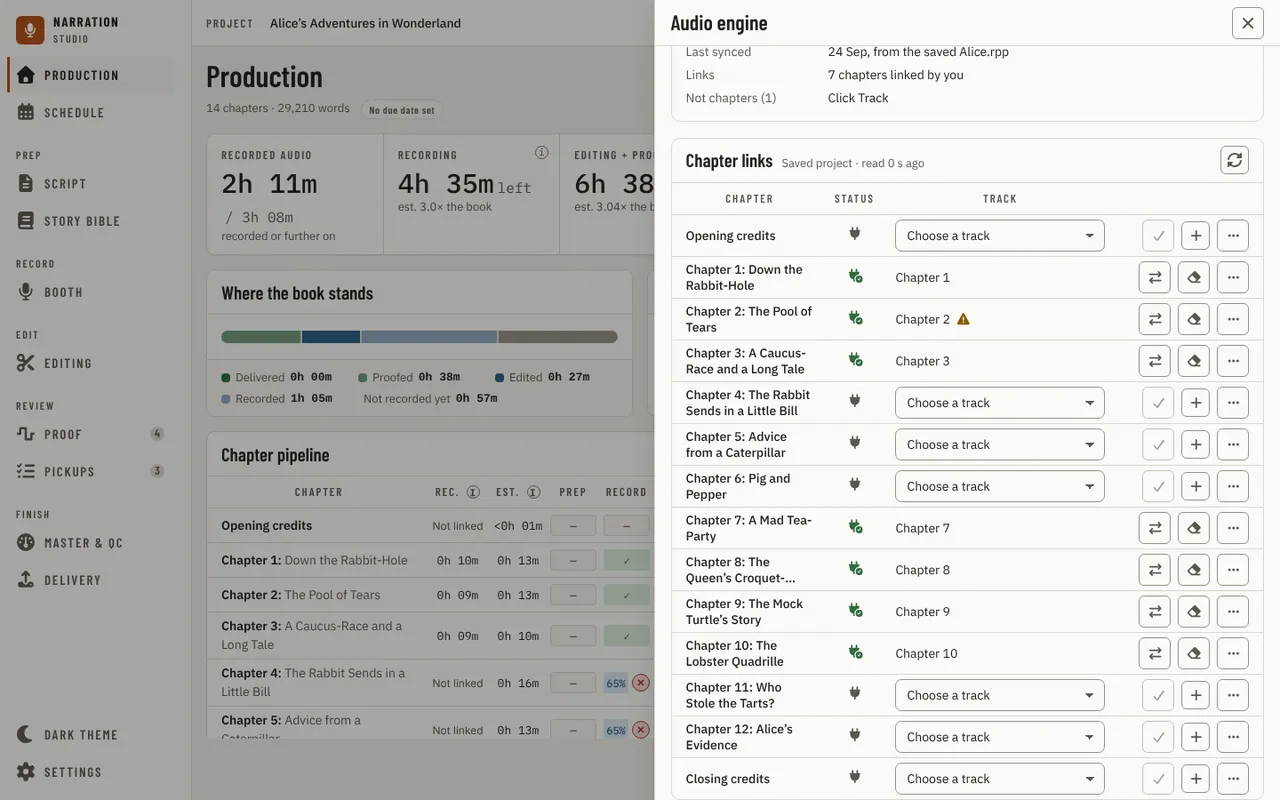 NARRATION
STUDIO
PRODUCTION
SCHEDULE
PREP
SCRIPT
STORY BIBLE
RECORD
BOOTH
EDIT
EDITING
REVIEW
PROOF 4
PICKUPS 3
FINISH
MASTER & QC
DELIVERY
DARK THEME
SETTINGS
PROJECT Alice's Adventures in Wonderland
Production
14 chapters · 29,210 words No due date set
RECORDED AUDIO
2h 11m
/ 3h 08m
recorded or further on
RECORDING
4h 35m left
est. 3.0× the book
EDITING + PRO
6h 38
est. 3.04× the b
Where the book stands
Delivered 0h 00m Proofed 0h 38m Edited 0h 27m
Recorded 1h 05m Not recorded yet 0h 57m
Chapter pipeline
CHAPTER REC. EST. PREP RECORD
Opening credits Not linked <0h 01m – –
Chapter 1: Down the Rabbit-Hole 0h 10m 0h 13m – ✓
Chapter 2: The Pool of Tears 0h 09m 0h 13m – ✓
Chapter 3: A Caucus-Race and a
Long Tale 0h 09m 0h 10m – ✓
Chapter 4: The Rabbit Sends in a
Little Bill Not linked 0h 16m – 65%
Chapter 5: Advice from a
Caterpillar Not linked 0h 13m – 65%
Audio engine
Last synced 24 Sep, from the saved Alice.rpp
Links 7 chapters linked by you
Not chapters (1) Click Track
Chapter links Saved project · read 0 s ago
CHAPTER STATUS TRACK
Opening credits Choose a track
Chapter 1: Down the
Rabbit-Hole Chapter 1
Chapter 2: The Pool of
Tears Chapter 2
Chapter 3: A Caucus-
Race and a Long Tale Chapter 3
Chapter 4: The Rabbit
Sends in a Little Bill Choose a track
Chapter 5: Advice
from a Caterpillar Choose a track
Chapter 6: Pig and
Pepper Choose a track
Chapter 7: A Mad Tea-
Party Chapter 7
Chapter 8: The
Queen's Croquet-... Chapter 8
Chapter 9: The Mock
Turtle's Story Chapter 9
Chapter 10: The
Lobster Quadrille Chapter 10
Chapter 11: Who
Stole the Tarts? Choose a track
Chapter 12: Alice's
Evidence Choose a track
Closing credits Choose a track